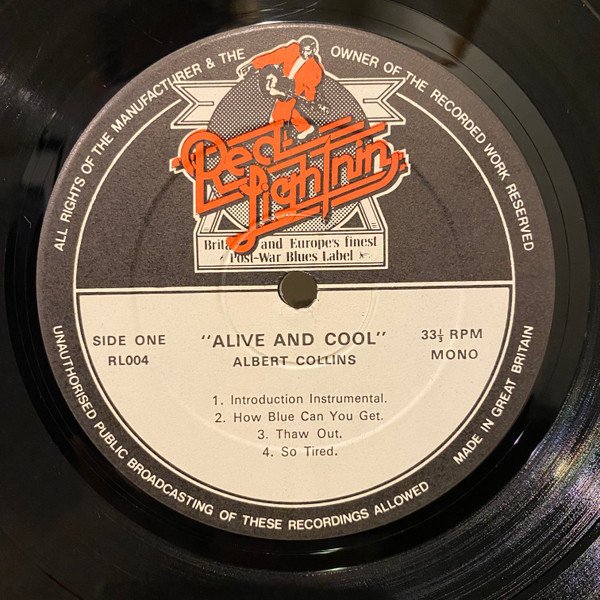 ALL RIGHTS OF THE MANUFACTURER & THE OWNER OF THE RECORDED WORK RESERVED
Red
Lightnin
and Europe's finest
Post-War Blues Label
SIDE ONE
RL004
"ALIVE AND COOL"
ALBERT COLLINS
33⅓ RPM
MONO
1. Introduction Instrumental.
2. How Blue Can You Get.
3. Thaw Out.
4. So Tired.
UNAUTHORISED PUBLIC BROADCASTING OF THESE RECORDINGS ALLOWED
MADE IN GREAT BRITAIN